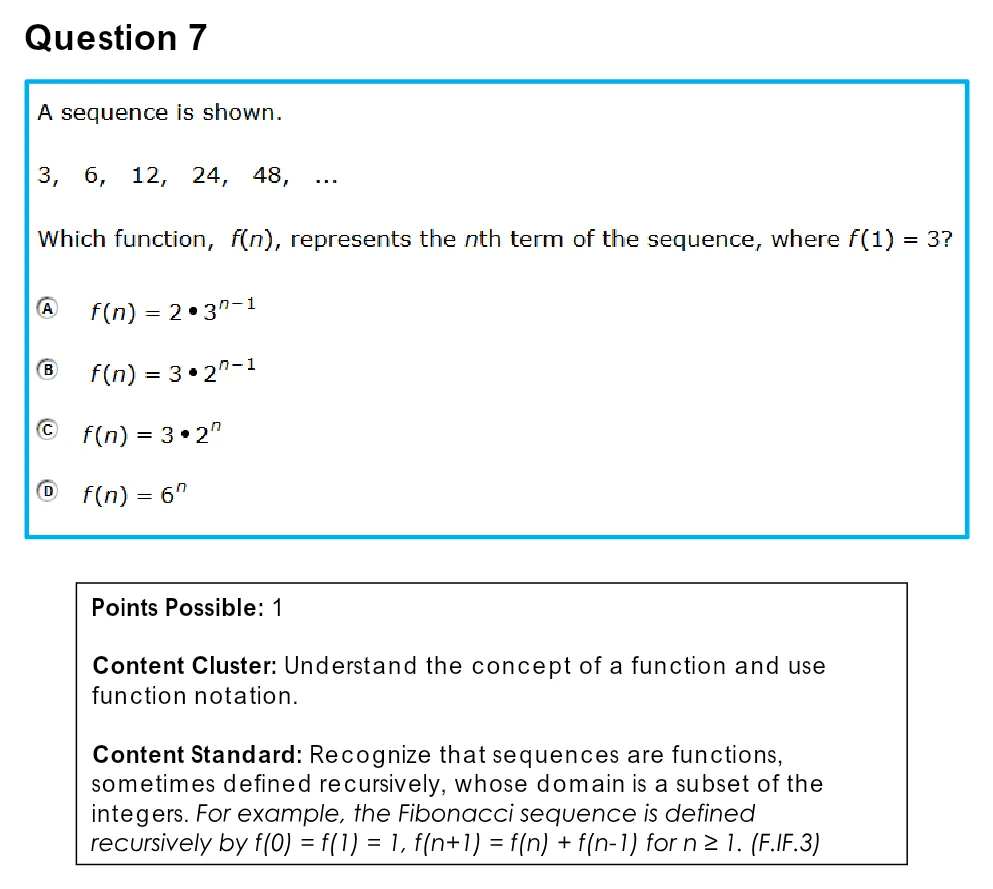 Question 7
A sequence is shown.
3, 6, 12, 24, 48, ...
Which function, f(n), represents the nth term of the sequence, where f(1) = 3?
A f(n) = 2 • 3ⁿ⁻¹
B f(n) = 3 • 2ⁿ⁻¹
C f(n) = 3 • 2ⁿ
D f(n) = 6ⁿ
Points Possible: 1
Content Cluster: Understand the concept of a function and use
function notation.
Content Standard: Recognize that sequences are functions,
sometimes defined recursively, whose domain is a subset of the
integers. For example, the Fibonacci sequence is defined
recursively by f(0) = f(1) = 1, f(n+1) = f(n) + f(n-1) for n ≥ 1. (F.IF.3)